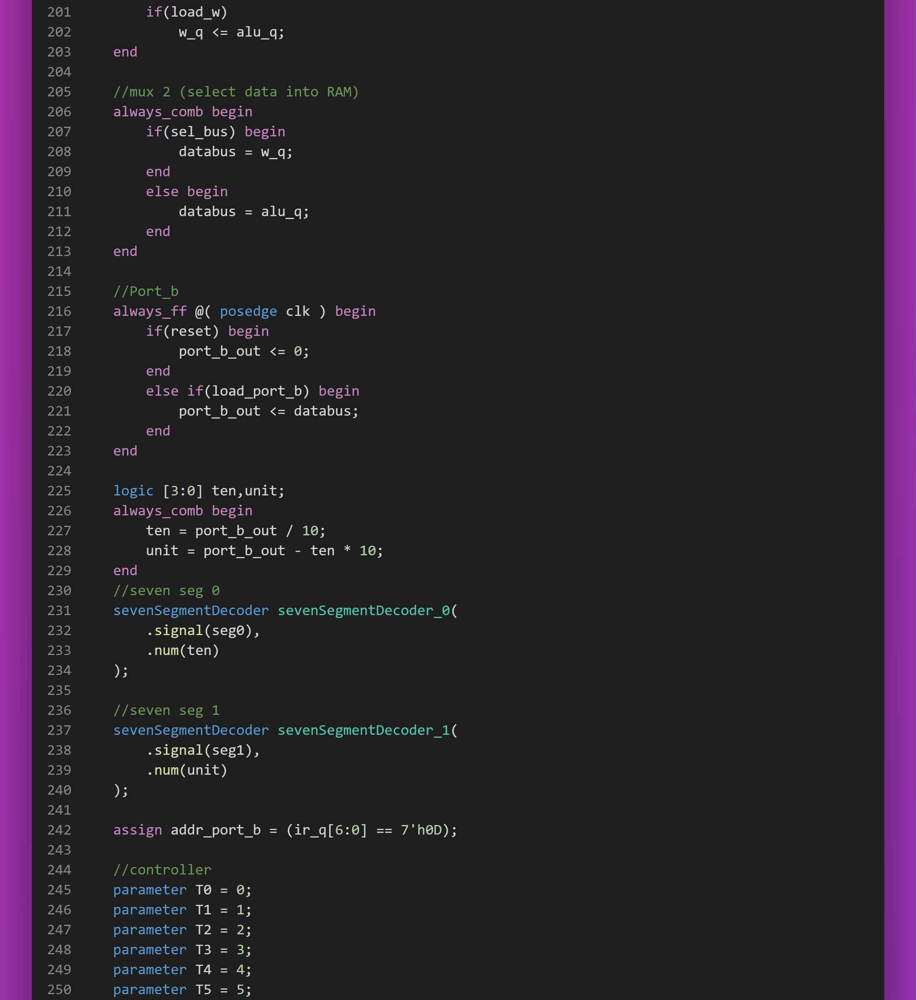 201         if(load_w)
202             w_q <= alu_q;
203     end
204
205     //mux 2 (select data into RAM)
206     always_comb begin
207         if(sel_bus) begin
208             databus = w_q;
209         end
210         else begin
211             databus = alu_q;
212         end
213     end
214
215     //Port_b
216     always_ff @( posedge clk ) begin
217         if(reset) begin
218             port_b_out <= 0;
219         end
220         else if(load_port_b) begin
221             port_b_out <= databus;
222         end
223     end
224
225     logic [3:0] ten,unit;
226     always_comb begin
227         ten = port_b_out / 10;
228         unit = port_b_out - ten * 10;
229     end
230     //seven seg 0
231     sevenSegmentDecoder sevenSegmentDecoder_0(
232         .signal(seg0),
233         .num(ten)
234     );
235
236     //seven seg 1
237     sevenSegmentDecoder sevenSegmentDecoder_1(
238         .signal(seg1),
239         .num(unit)
240     );
241
242     assign addr_port_b = (ir_q[6:0] == 7'h0D);
243
244     //controller
245     parameter T0 = 0;
246     parameter T1 = 1;
247     parameter T2 = 2;
248     parameter T3 = 3;
249     parameter T4 = 4;
250     parameter T5 = 5;